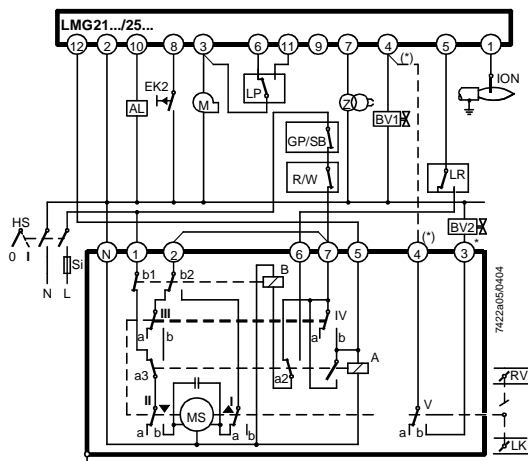 LMG21.../25...
12 2 10 8 3 6 11 9 7 4 5 1
(*)
EK2
LP
ION
AL
M
Z
BV1
GP/SB
R/W
LR
HS
0 I
Si
N L
BV2
(*)
*
N 1 2 6 7 5 4 3
b1 b2 B
III
a b
IV
a b
A
a3
a2
II
I
MS
a b
a b
V
a b
RV
LK
7422a05/0404